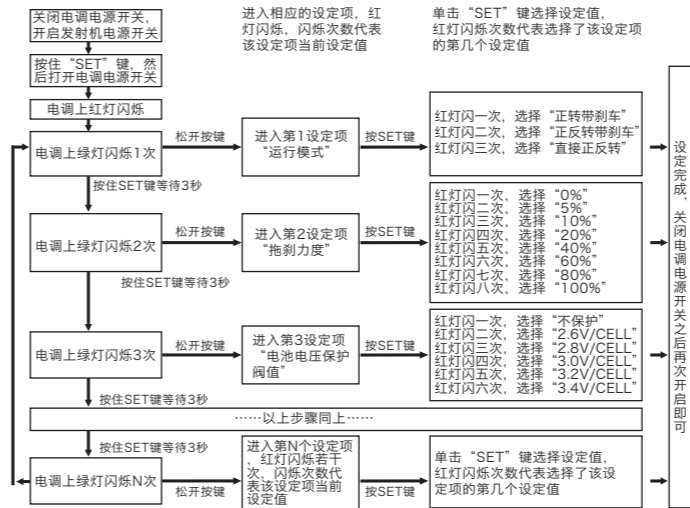 关闭电调电源开关，
开启发射机电源开关
进入相应的设定项，红
灯闪烁，闪烁次数代表
该设定项当前设定值
单击“SET”键选择设定值，
红灯闪烁次数代表选择了该设定项
的第几个设定值
按住“SET”键，然
后打开电调电源开关
电调上红灯闪烁
电调上绿灯闪烁1次
松开按键
进入第1设定项
“运行模式”
按SET键
红灯闪一次，选择“正转带刹车”
红灯闪二次，选择“正反转带刹车”
红灯闪三次，选择“直接正反转”
按住SET键等待3秒
电调上绿灯闪烁2次
松开按键
进入第2设定项
“拖刹力度”
按SET键
红灯闪一次，选择“0%”
红灯闪二次，选择“5%”
红灯闪三次，选择“10%”
红灯闪四次，选择“20%”
红灯闪五次，选择“40%”
红灯闪六次，选择“60%”
红灯闪七次，选择“80%”
红灯闪八次，选择“100%”
按住SET键等待3秒
电调上绿灯闪烁3次
松开按键
进入第3设定项
“电池电压保护
阀值”
按SET键
红灯闪一次，选择“不保护”
红灯闪二次，选择“2.6V/CELL”
红灯闪三次，选择“2.8V/CELL”
红灯闪四次，选择“3.0V/CELL”
红灯闪五次，选择“3.2V/CELL”
红灯闪六次，选择“3.4V/CELL”
按住SET键等待3秒
……以上步骤同上……
按住SET键等待3秒
电调上绿灯闪烁N次
松开按键
进入第N个设定项
，红灯闪烁若干
次，闪烁次数代
表该设定项当前
设定值
按SET键
单击“SET”键选择设定值，
红灯闪烁次数代表选择了该设
定项的第几个设定值
设定完成，关闭电调电源开关之后再次开启即可